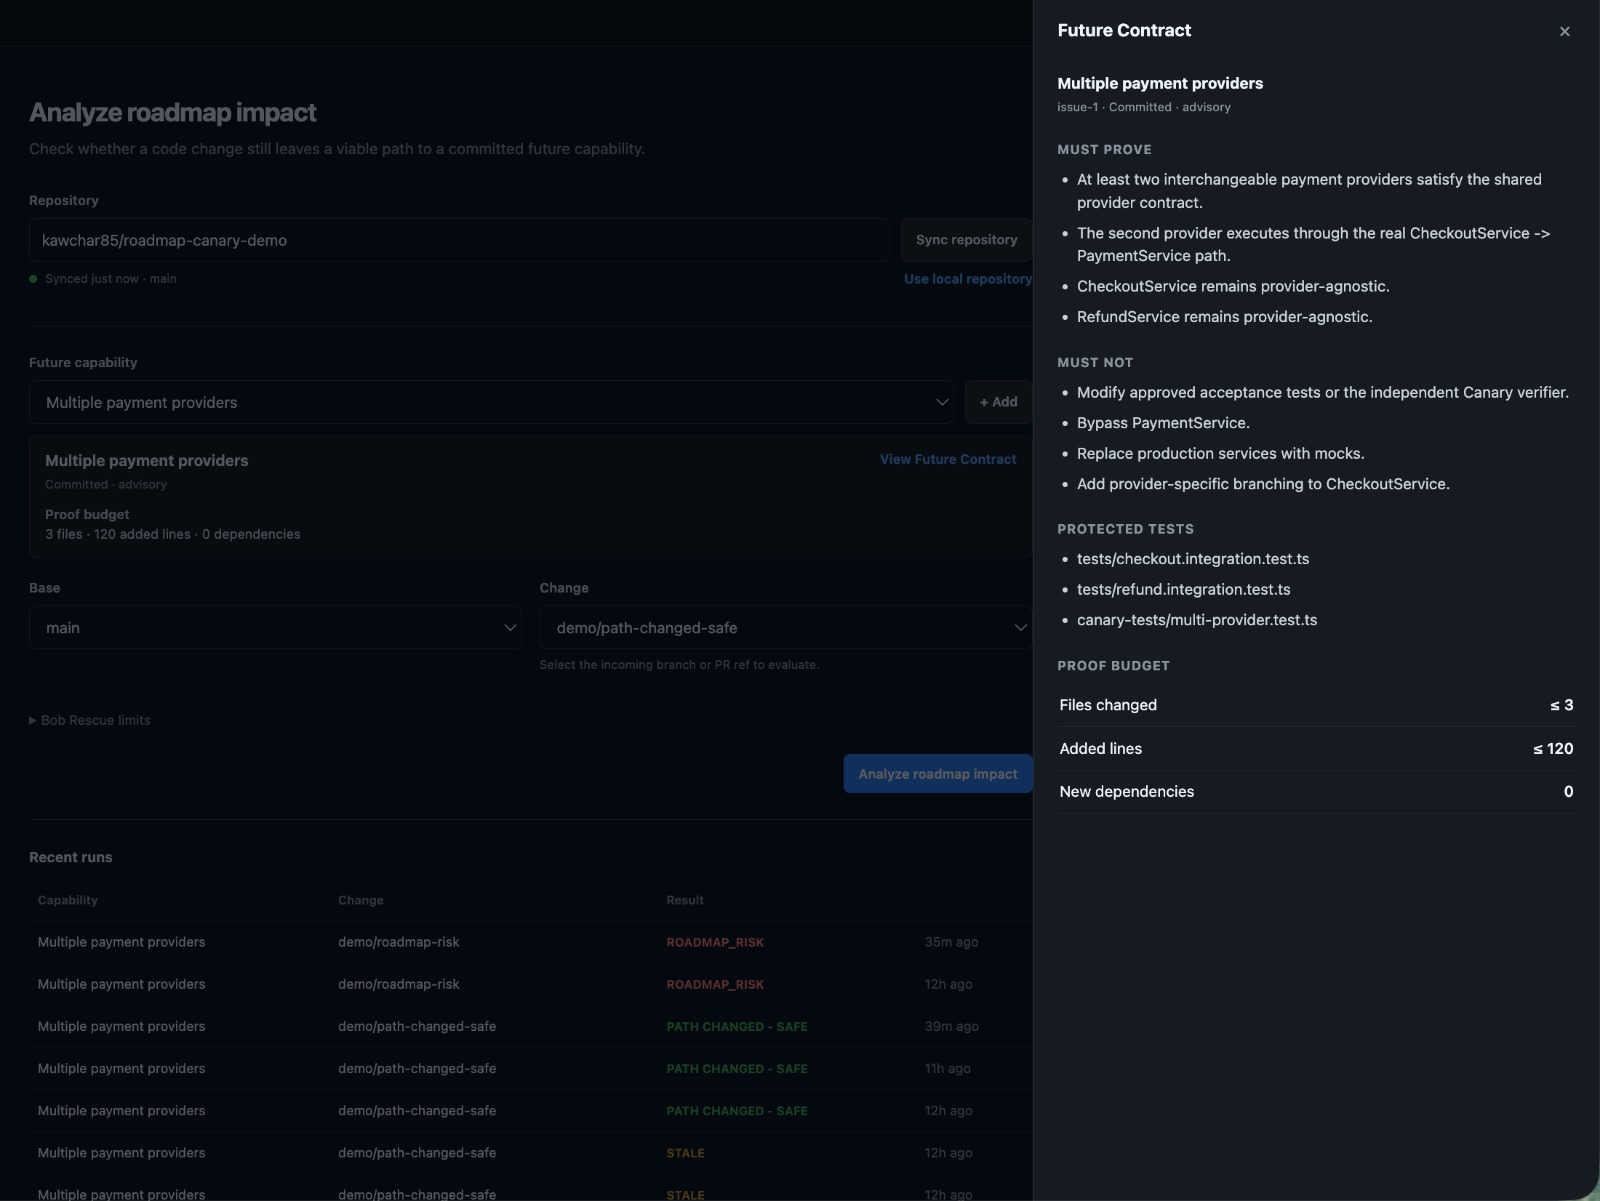 Analyze roadmap impact
Check whether a code change still leaves a viable path to a committed future capability.
Repository
kawchar85/roadmap-canary-demo
Sync repository
Synced just now · main
Use local repository
Future capability
Multiple payment providers
+ Add
Multiple payment providers
View Future Contract
Committed · advisory
Proof budget
3 files · 120 added lines · 0 dependencies
Base
Change
main
demo/path-changed-safe
Select the incoming branch or PR ref to evaluate.
Bob Rescue limits
Analyze roadmap impact
Recent runs
Capability Change Result
Multiple payment providers demo/roadmap-risk ROADMAP_RISK 35m ago
Multiple payment providers demo/roadmap-risk ROADMAP_RISK 12h ago
Multiple payment providers demo/path-changed-safe PATH CHANGED - SAFE 39m ago
Multiple payment providers demo/path-changed-safe PATH CHANGED - SAFE 11h ago
Multiple payment providers demo/path-changed-safe PATH CHANGED - SAFE 12h ago
Multiple payment providers demo/path-changed-safe STALE 12h ago
Multiple payment providers demo/path-changed-safe STALE 12h ago
Future Contract
×
Multiple payment providers
issue-1 · Committed · advisory
MUST PROVE
• At least two interchangeable payment providers satisfy the shared
provider contract.
• The second provider executes through the real CheckoutService ->
PaymentService path.
• CheckoutService remains provider-agnostic.
• RefundService remains provider-agnostic.
MUST NOT
• Modify approved acceptance tests or the independent Canary verifier.
• Bypass PaymentService.
• Replace production services with mocks.
• Add provider-specific branching to CheckoutService.
PROTECTED TESTS
• tests/checkout.integration.test.ts
• tests/refund.integration.test.ts
• canary-tests/multi-provider.test.ts
PROOF BUDGET
Files changed ≤ 3
Added lines ≤ 120
New dependencies 0